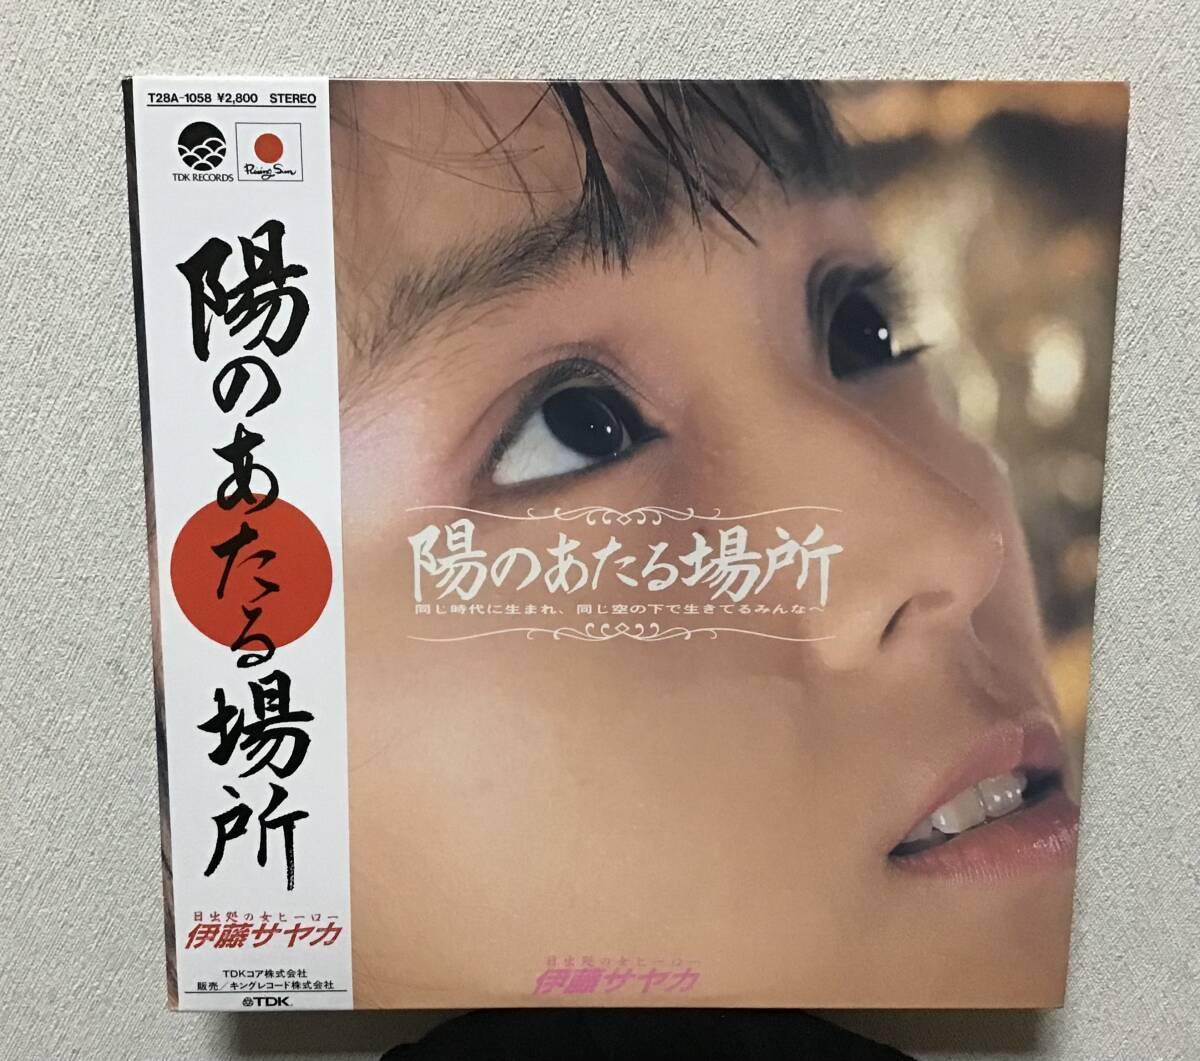 T28A-1058 ¥2,800 STEREO
TDK RECORDS
Rising Sun
陽のあたる場所
日出処の女ヒーロー
伊藤サヤカ
TDKコア株式会社
販売／キングレコード株式会社
TDK
陽のあたる場所
同じ時代に生まれ、同じ空の下で生きてるみんなへ
日出処の女ヒーロー
伊藤サヤカ